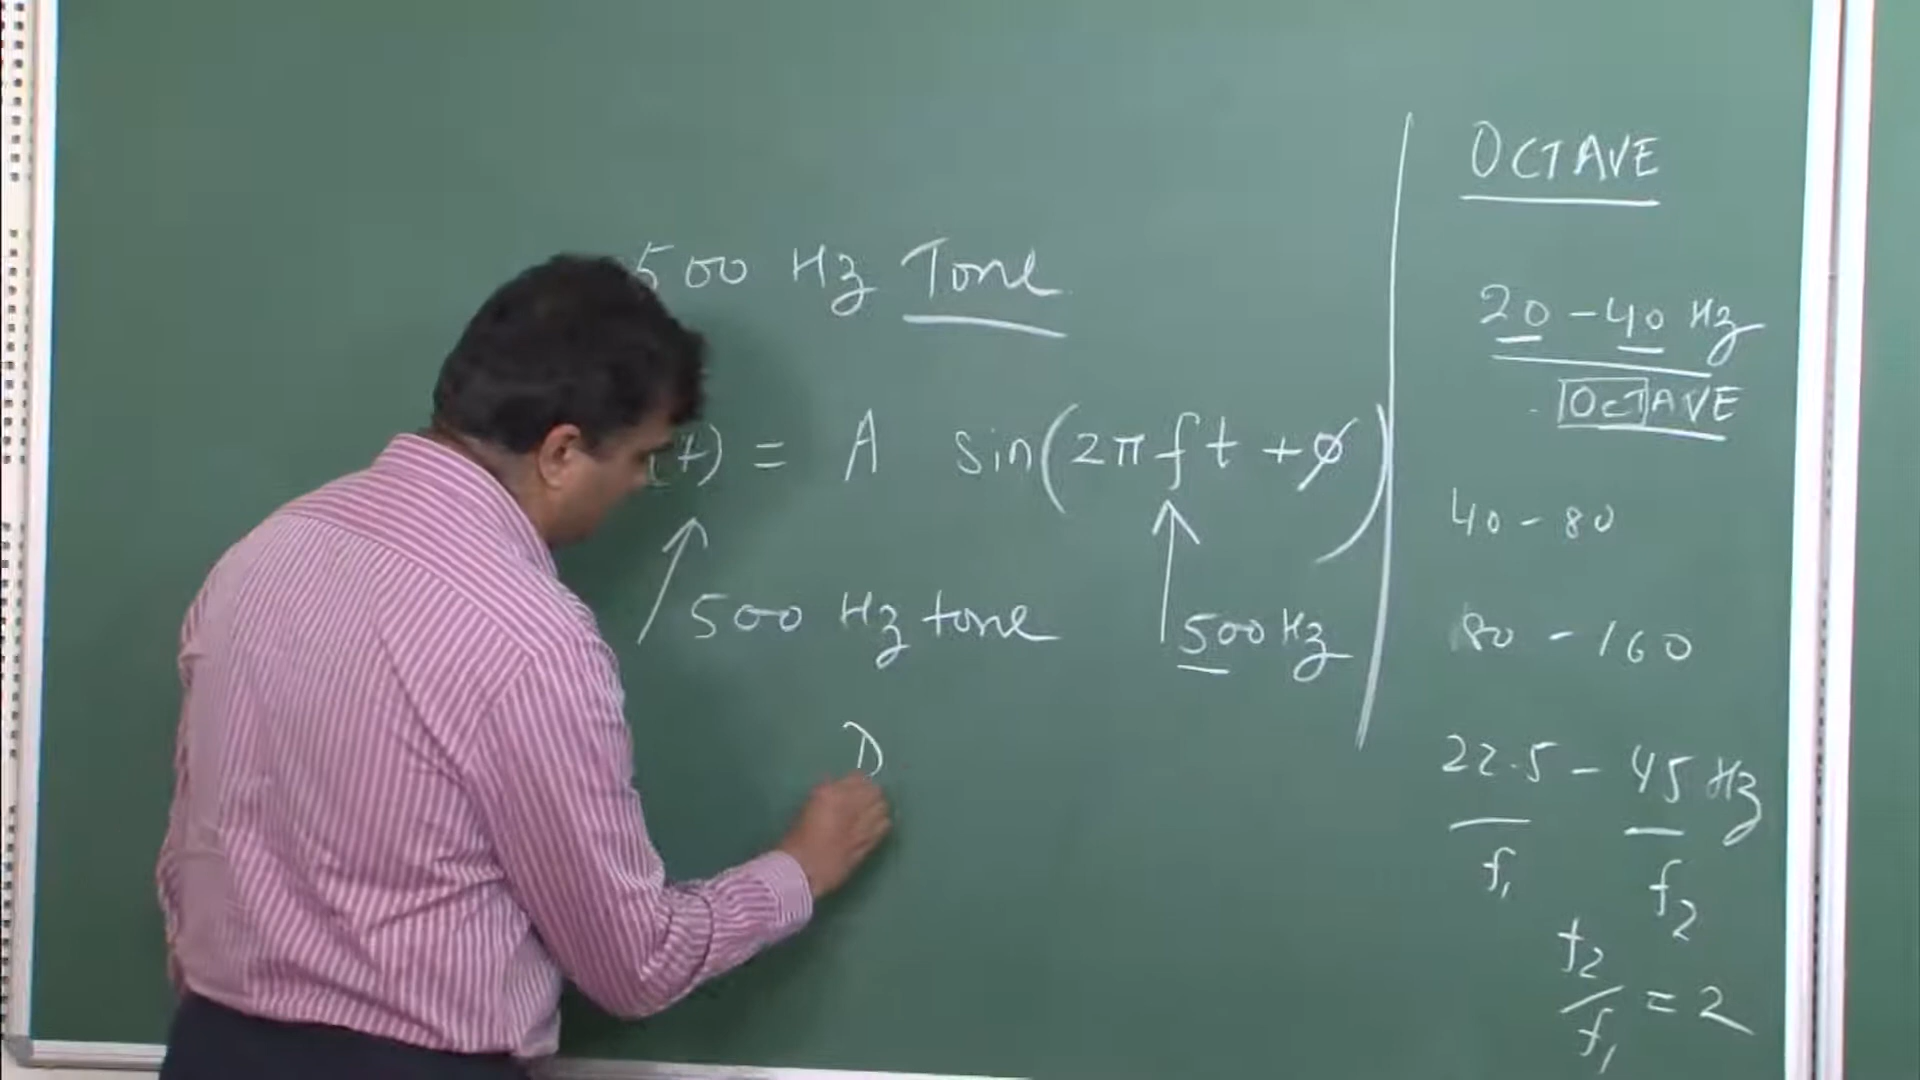 500 Hz Tone
(t) = A sin(2πft + φ)
500 Hz tone
500 Hz
D
OCTAVE
20 - 40 Hz
OCTAVE
40 - 80
80 - 160
22.5 - 45 Hz
f₁ f₂
f₂/f₁ = 2